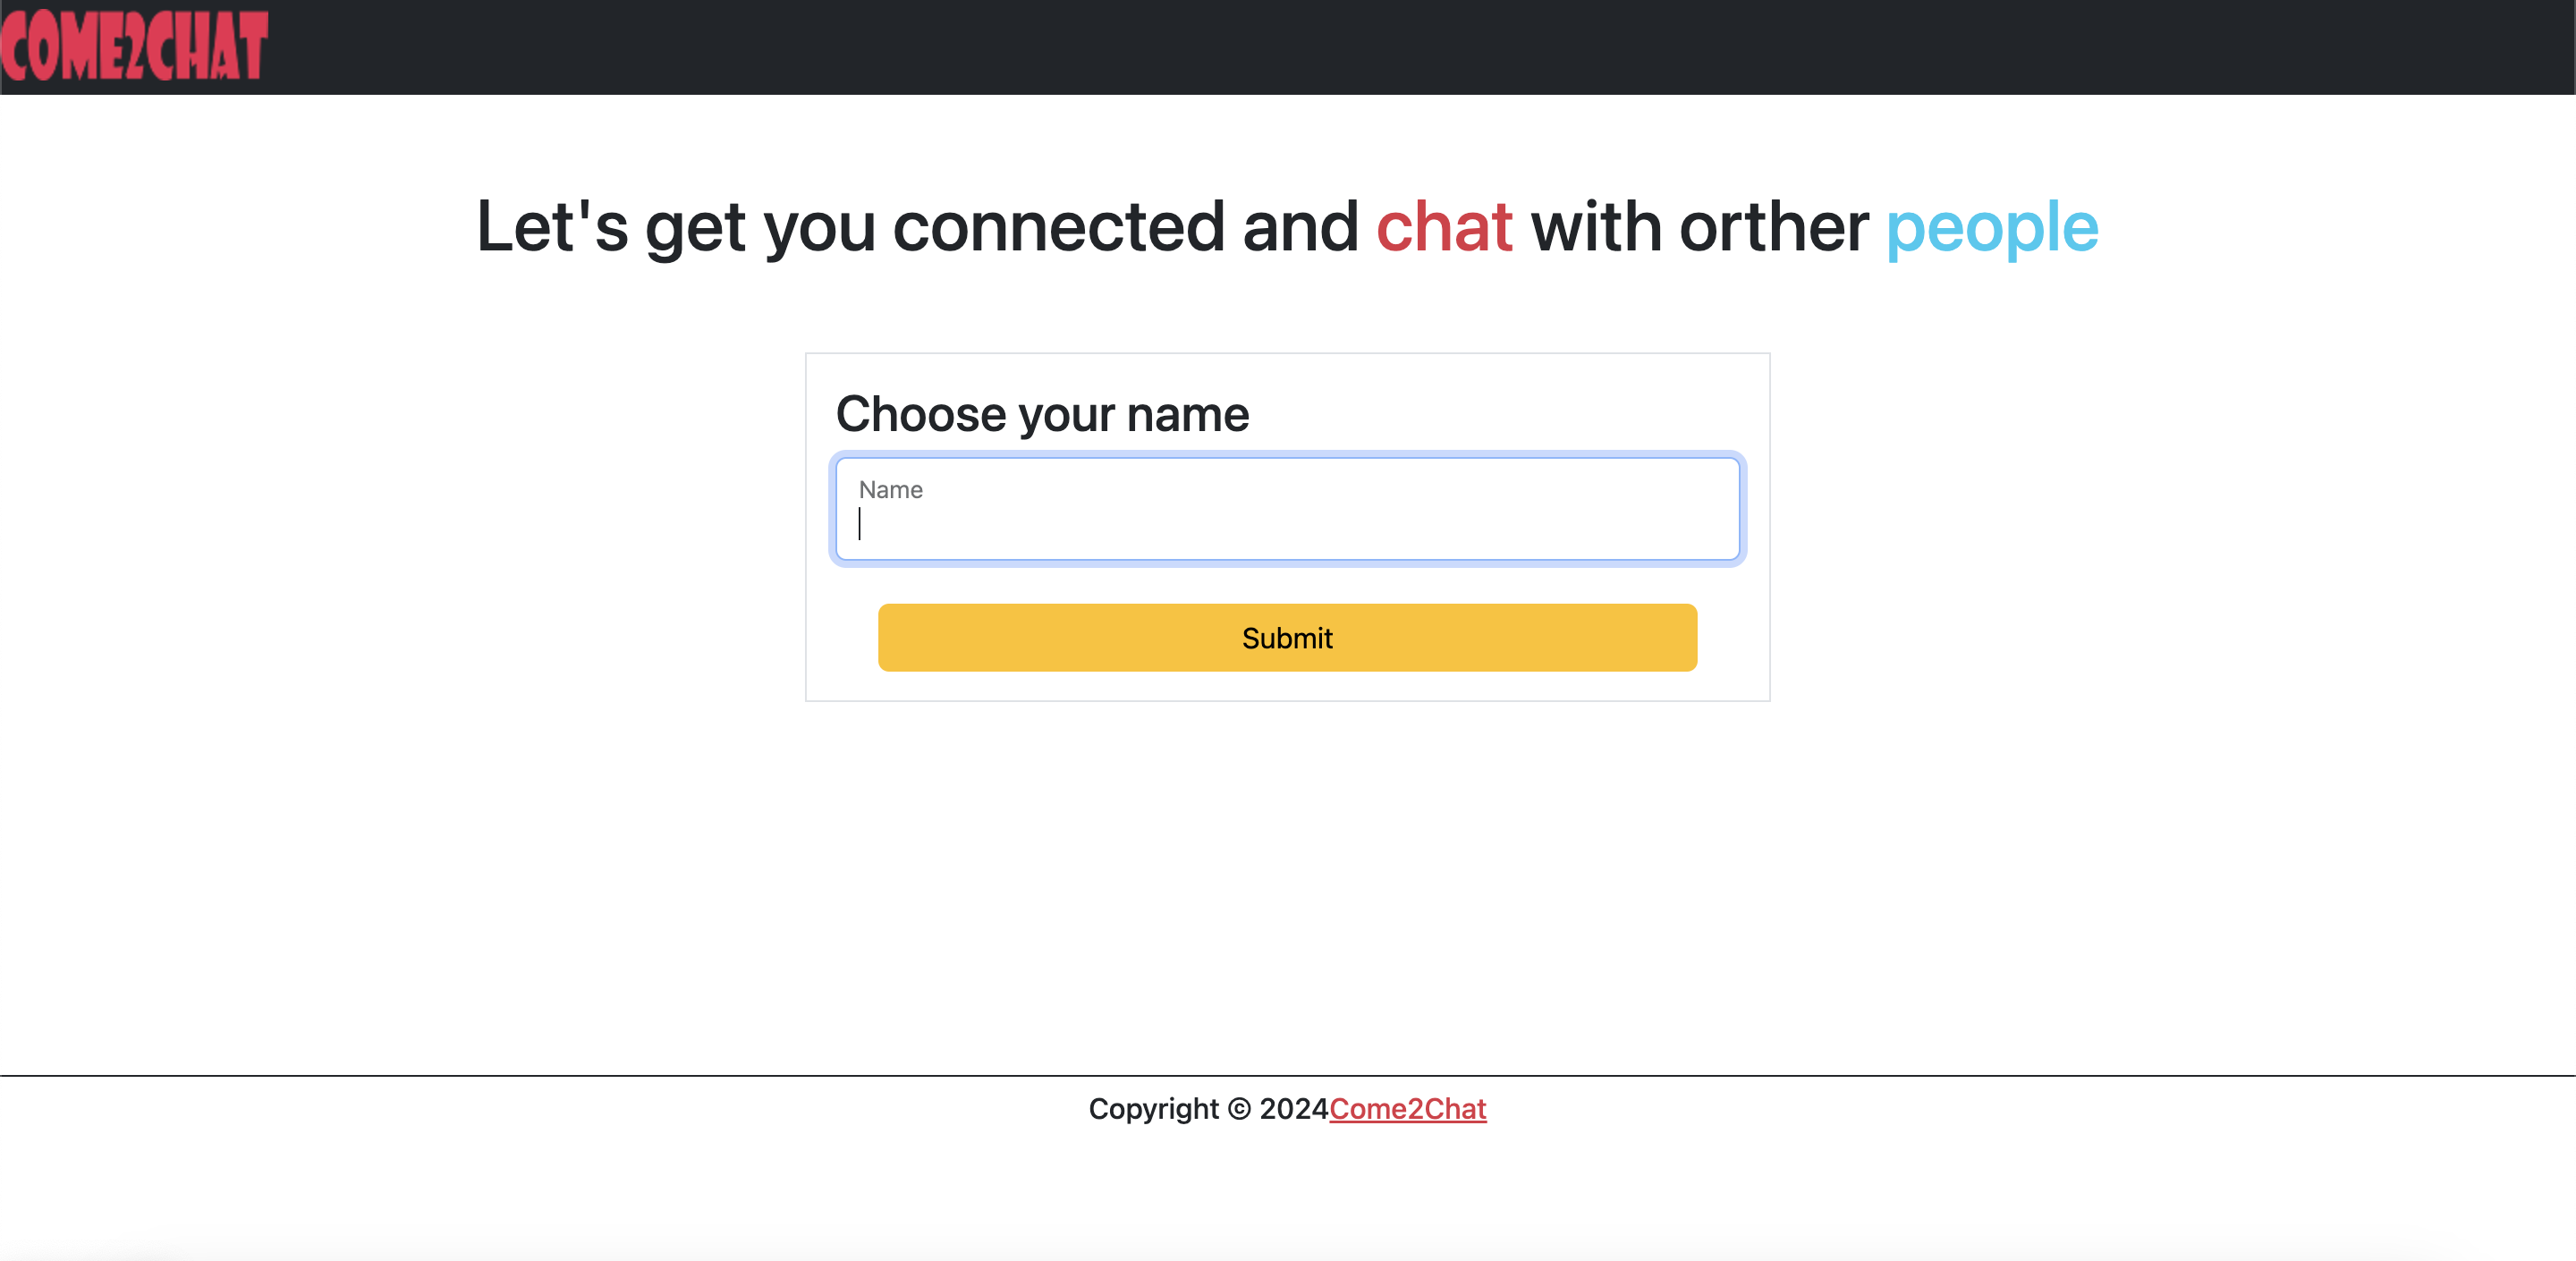 COME2CHAT
Let's get you connected and chat with orther people
Choose your name
Name
Submit
Copyright © 2024Come2Chat